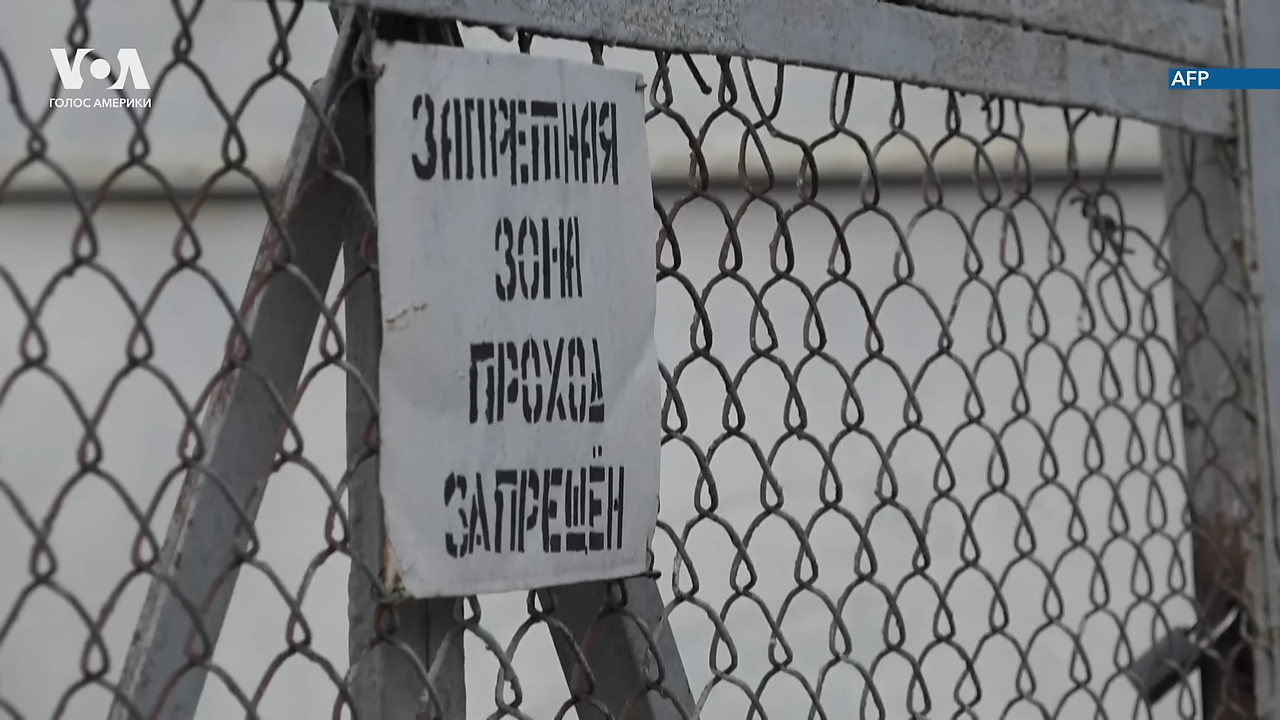 VOA
ГОЛОС АМЕРИКИ
AFP
ЗАПРЕТНАЯ
ЗОНА
ПРОХОД
ЗАПРЕЩЁН